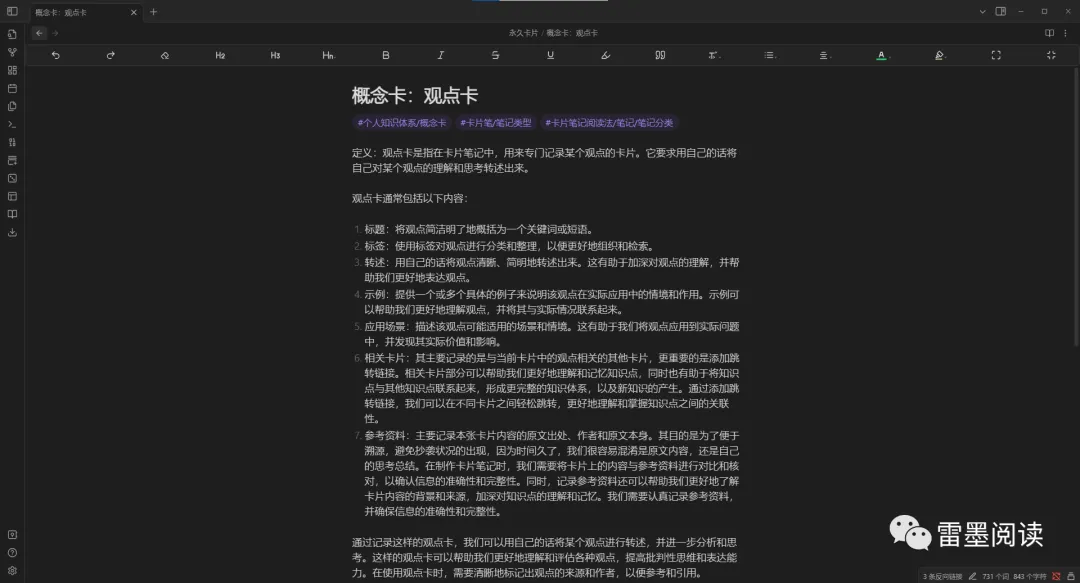 概念卡：观点卡
永久卡片 / 概念卡：观点卡
H₂ H₃ Hₙ B I S U A
概念卡：观点卡
#个人知识体系/概念卡 #卡片笔/笔记类型 #卡片笔记阅读法/笔记/笔记分类
定义：观点卡是指在卡片笔记中，用来专门记录某个观点的卡片。它要求用自己的话将
自己对某个观点的理解和思考转述出来。
观点卡通常包括以下内容：
1. 标题：将观点简洁明了地概括为一个关键词或短语。
2. 标签：使用标签对观点进行分类和整理，以便更好地组织和检索。
3. 转述：用自己的话将观点清晰、简明地转述出来。这有助于加深对观点的理解，并帮
助我们更好地表达观点。
4. 示例：提供一个或多个具体的例子来说明该观点在实际应用中的情境和作用。示例可
以帮助我们更好地理解观点，并将其与实际情况联系起来。
5. 应用场景：描述该观点可能适用的场景和情境。这有助于我们将观点应用到实际问题
中，并发现其实际价值和影响。
6. 相关卡片：其主要记录的是与当前卡片中的观点相关的其他卡片，更重要的是添加跳
转链接。相关卡片部分可以帮助我们更好地理解和记忆知识点，同时也有助于将知识
点与其他知识点联系起来，形成更完整的知识体系，以及新知识的产生。通过添加跳
转链接，我们可以在不同卡片之间轻松跳转，更好地理解和掌握知识点之间的关联
性。
7. 参考资料：主要记录本张卡片内容的原文出处、作者和原文本身。其目的是为了便于
溯源，避免抄袭状况的出现，因为时间久了，我们很容易混淆是原文内容，还是自己
的思考总结。在制作卡片笔记时，我们需要将卡片上的内容与参考资料进行对比和核
对，以确认信息的准确性和完整性。同时，记录参考资料还可以帮助我们更好地了解
卡片内容的背景和来源，加深对知识点的理解和记忆。我们需要认真记录参考资料，
并确保信息的准确性和完整性。
通过记录这样的观点卡，我们可以用自己的话将某个观点进行转述，并进一步分析和思
考。这样的观点卡可以帮助我们更好地理解和评估各种观点，提高批判性思维和表达能
力。在使用观点卡时，需要清晰地标记出观点的来源和作者，以便参考和引用。
雷墨阅读
3 条反向链接 731 个词 843 个字符